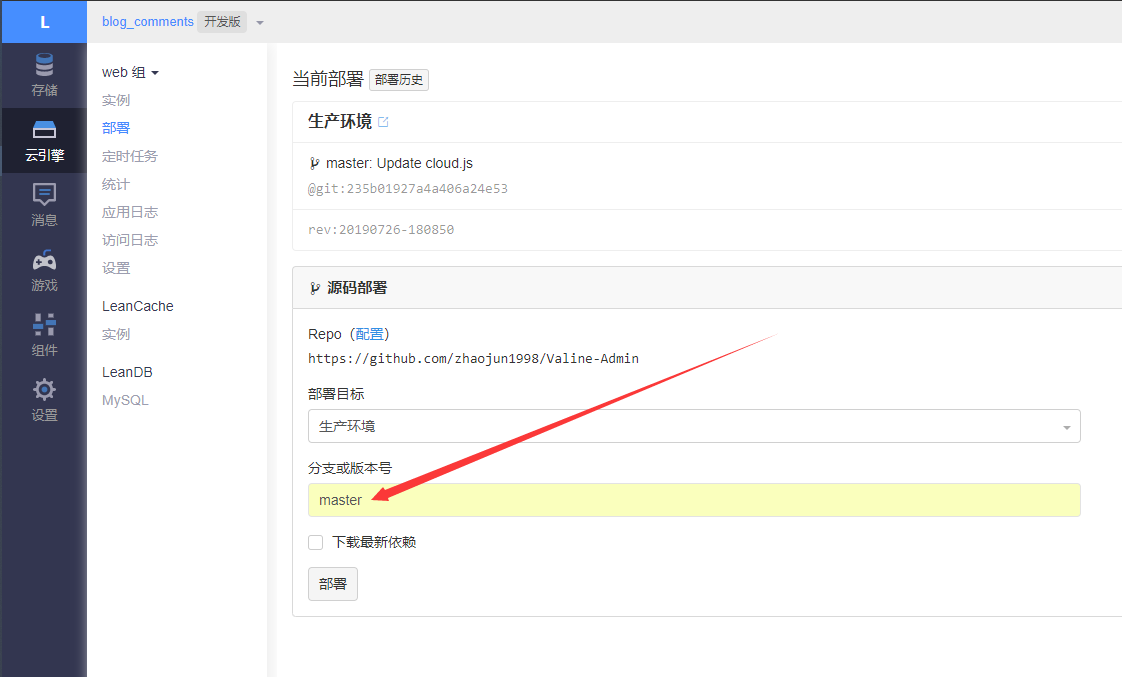 L
blog_comments 开发版
存储
云引擎
消息
游戏
组件
设置
web 组
实例
部署
定时任务
统计
应用日志
访问日志
设置
LeanCache
实例
LeanDB
MySQL
当前部署 部署历史
生产环境
master: Update cloud.js
@git:235b01927a4a406a24e53
rev:20190726-180850
源码部署
Repo（配置）
https://github.com/zhaojun1998/Valine-Admin
部署目标
生产环境
分支或版本号
master
下载最新依赖
部署